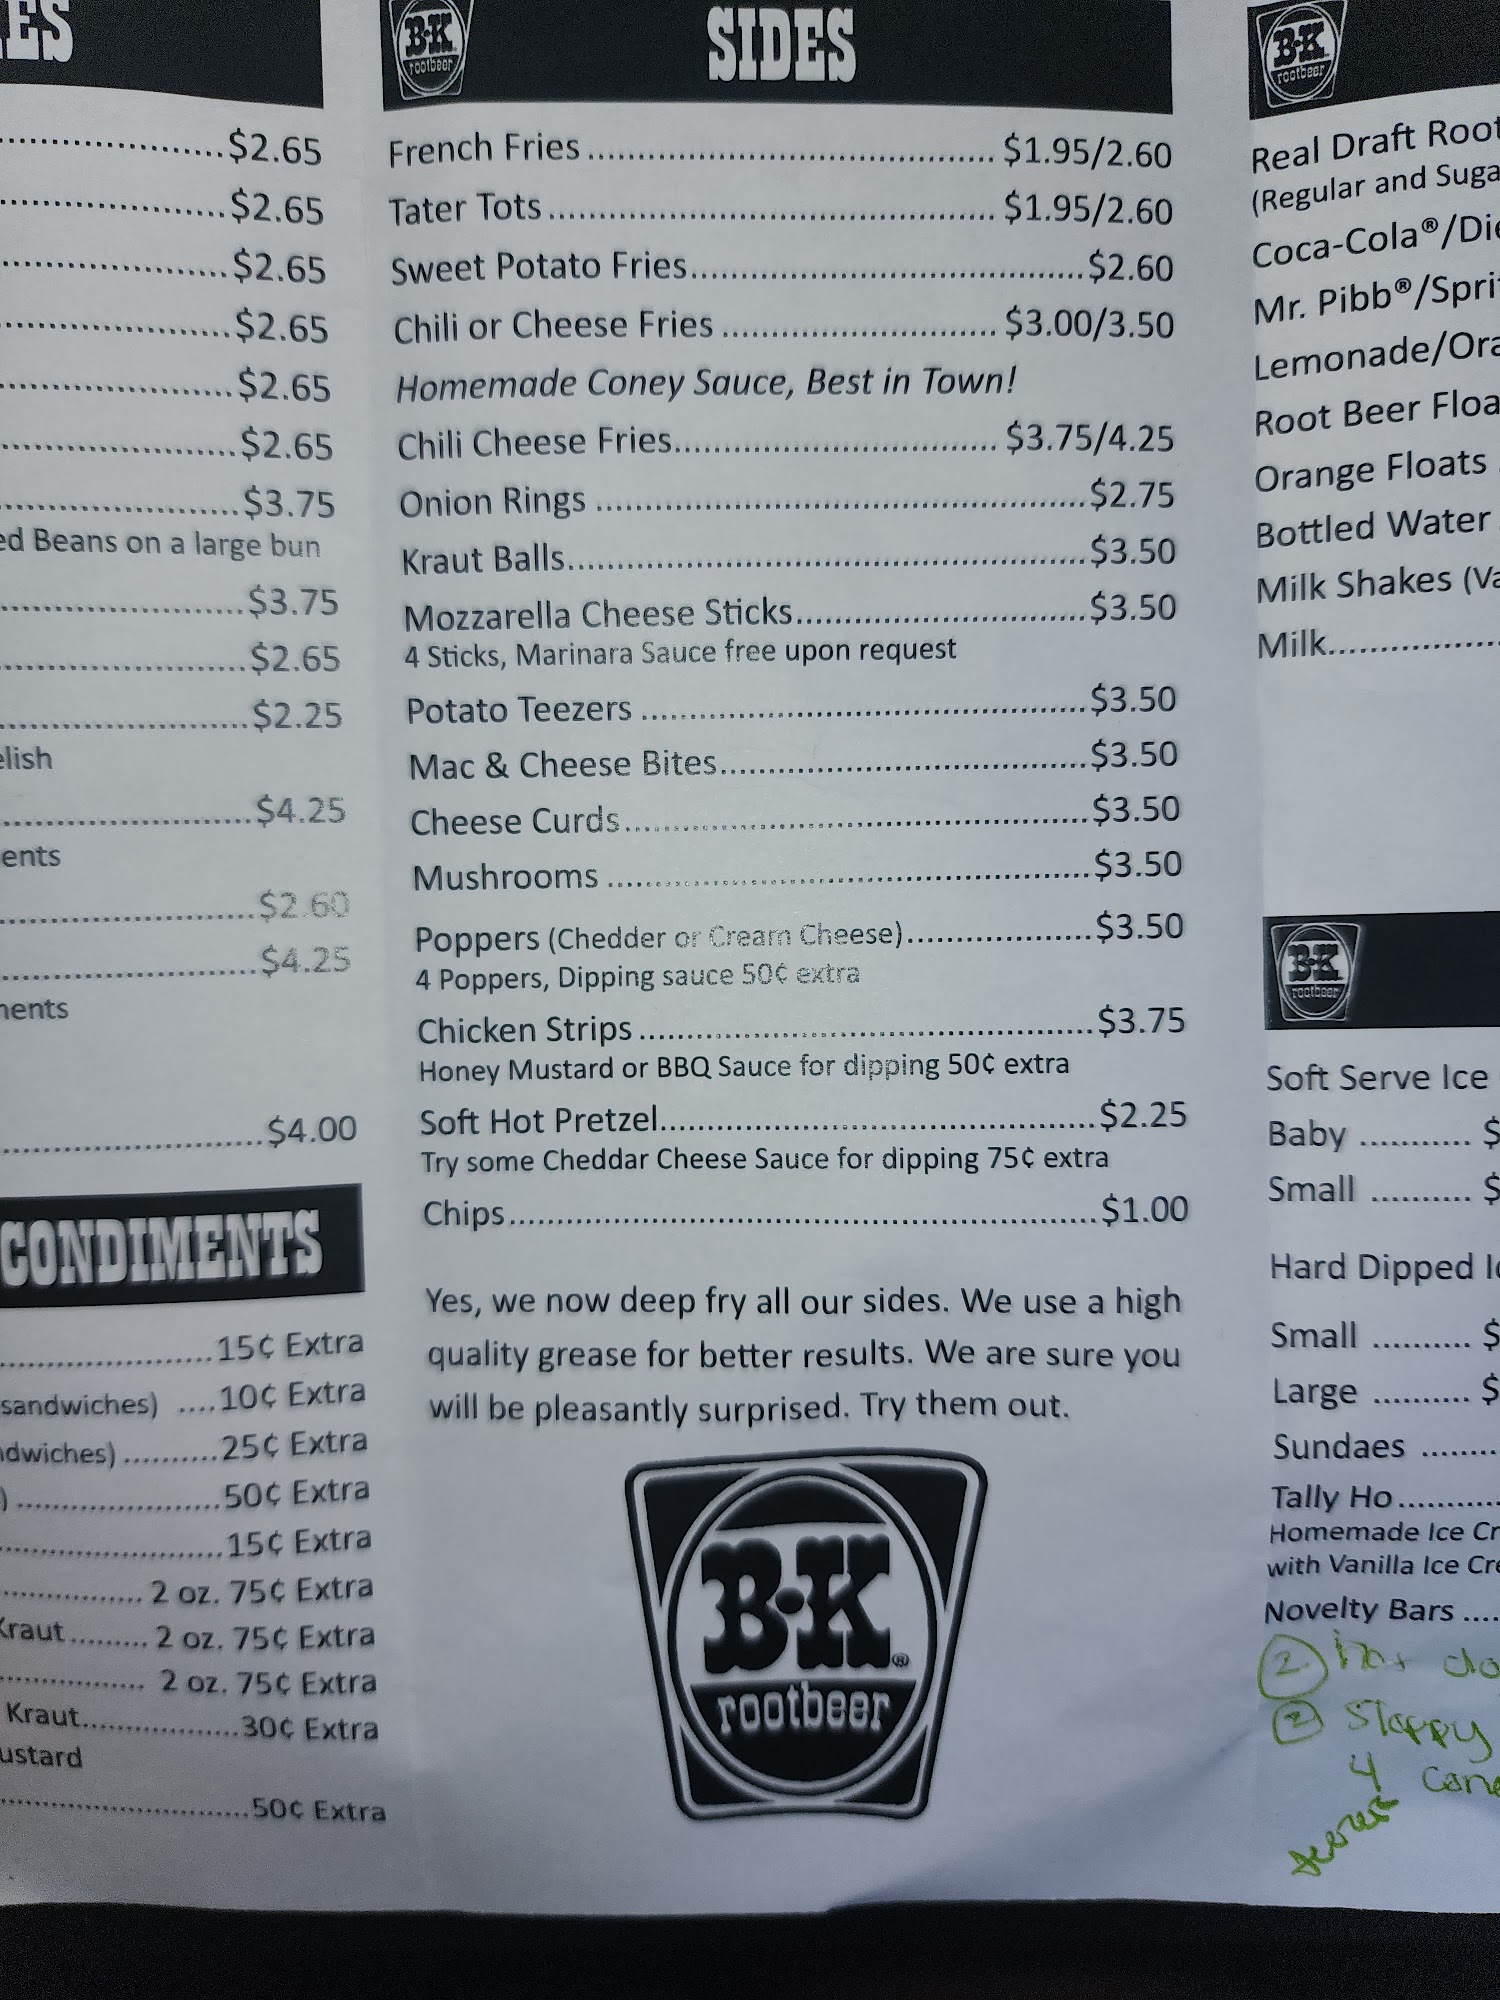 ES
$2.65
$2.65
$2.65
$2.65
$2.65
$2.65
$3.75
ed Beans on a large bun
$3.75
$2.65
$2.25
elish
$4.25
ents
$2.60
$4.25
ments
$4.00
CONDIMENTS
15¢ Extra
sandwiches) ....10¢ Extra
ndwiches)..........25¢ Extra
) .....................50¢ Extra
15¢ Extra
2 oz. 75¢ Extra
Kraut......... 2 oz. 75¢ Extra
2 oz. 75¢ Extra
Kraut..................30¢ Extra
ustard
50¢ Extra
B·K
rootbeer
SIDES
French Fries ........................................ $1.95/2.60
Tater Tots ........................................... $1.95/2.60
Sweet Potato Fries........................................$2.60
Chili or Cheese Fries ........................... $3.00/3.50
Homemade Coney Sauce, Best in Town!
Chili Cheese Fries................................ $3.75/4.25
Onion Rings .................................................$2.75
Kraut Balls....................................................$3.50
Mozzarella Cheese Sticks.............................$3.50
4 Sticks, Marinara Sauce free upon request
Potato Teezers .............................................$3.50
Mac & Cheese Bites.....................................$3.50
Cheese Curds...............................................$3.50
Mushrooms .................................................$3.50
Poppers (Chedder or Cream Cheese)..................$3.50
4 Poppers, Dipping sauce 50¢ extra
Chicken Strips ..............................................$3.75
Honey Mustard or BBQ Sauce for dipping 50¢ extra
Soft Hot Pretzel............................................$2.25
Try some Cheddar Cheese Sauce for dipping 75¢ extra
Chips............................................................$1.00
Yes, we now deep fry all our sides. We use a high
quality grease for better results. We are sure you
will be pleasantly surprised. Try them out.
B·K®
rootbeer
B·K
rootbeer
Real Draft Root
(Regular and Suga
Coca-Cola®/Die
Mr. Pibb®/Sprit
Lemonade/Ora
Root Beer Floa
Orange Floats
Bottled Water
Milk Shakes (Va
Milk..................
B·K
rootbeer
Soft Serve Ice
Baby ........... $
Small .......... $
Hard Dipped Ic
Small .......... $
Large .......... $
Sundaes ........
Tally Ho...........
Homemade Ice Cr
with Vanilla Ice Cre
Novelty Bars ....
2 hot do
2 Sloppy
4